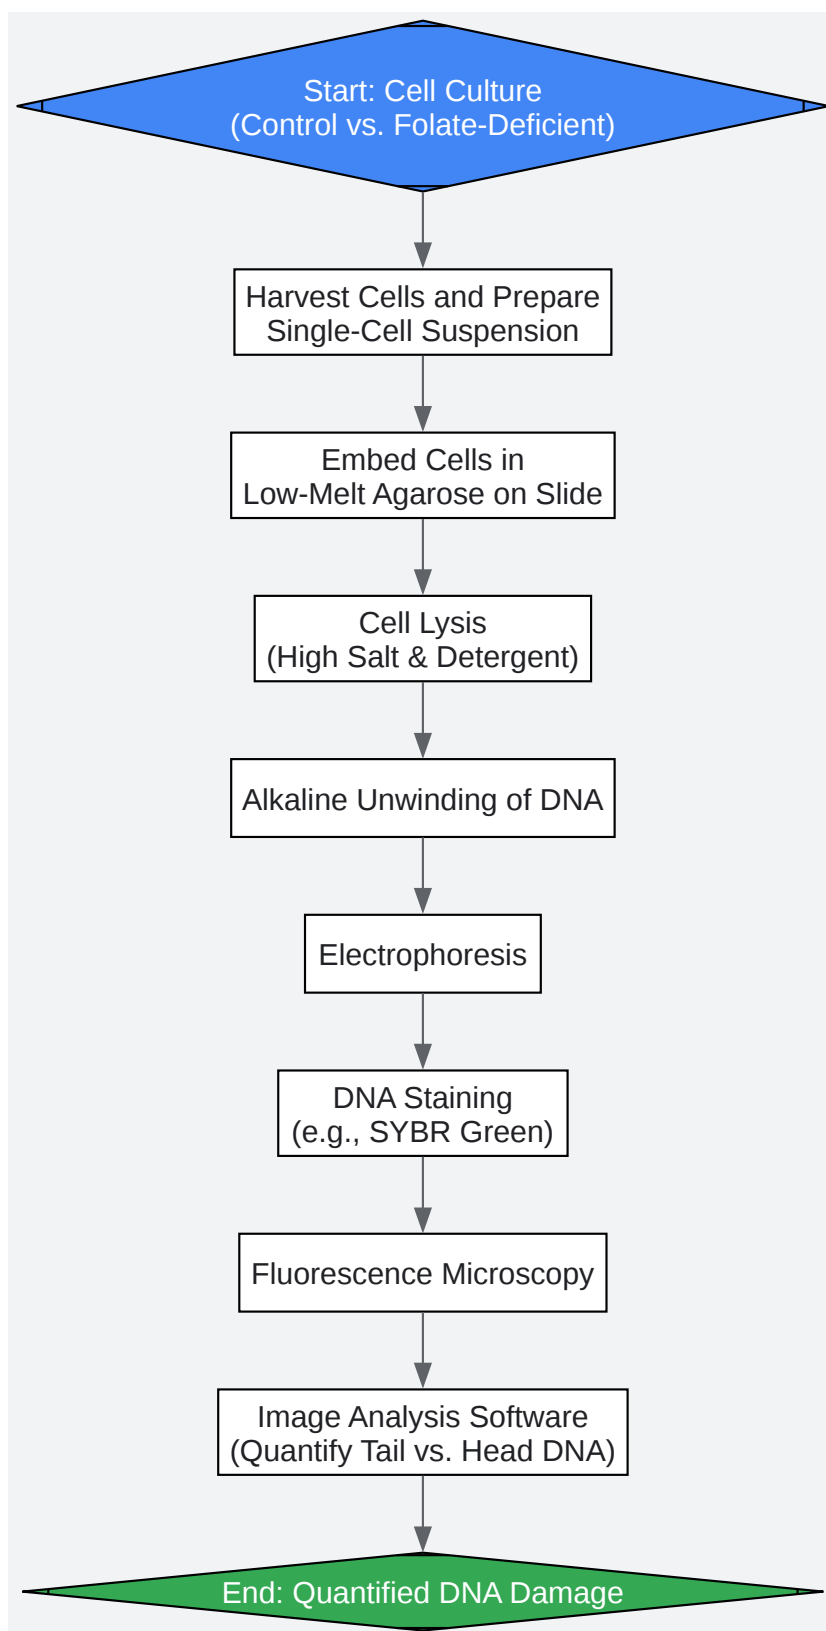 Start: Cell Culture
(Control vs. Folate-Deficient)
Harvest Cells and Prepare
Single-Cell Suspension
Embed Cells in
Low-Melt Agarose on Slide
Cell Lysis
(High Salt & Detergent)
Alkaline Unwinding of DNA
Electrophoresis
DNA Staining
(e.g., SYBR Green)
Fluorescence Microscopy
Image Analysis Software
(Quantify Tail vs. Head DNA)
End: Quantified DNA Damage